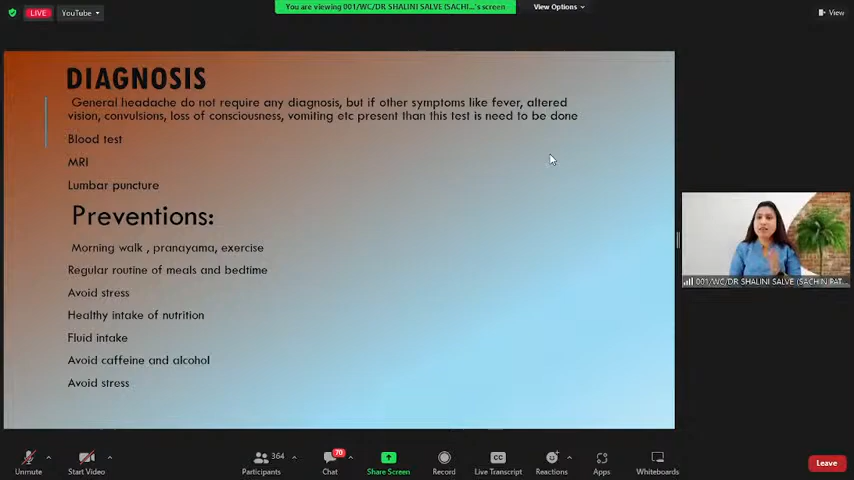 LIVE
YouTube
You are viewing 001/WC/DR SHALINI SALVE (SACHI...'s screen
View Options
View
DIAGNOSIS
General headache do not require any diagnosis, but if other symptoms like fever, altered
vision, convulsions, loss of consciousness, vomiting etc present than this test is need to be done
Blood test
MRI
Lumbar puncture
Preventions:
Morning walk , pranayama, exercise
Regular routine of meals and bedtime
Avoid stress
Healthy intake of nutrition
Fluid intake
Avoid caffeine and alcohol
Avoid stress
001/WC/DR SHALINI SALVE (SACHIN PAT...
Unmute
Start Video
364
Participants
70
Chat
Share Screen
Record
CC
Live Transcript
Reactions
Apps
Whiteboards
Leave